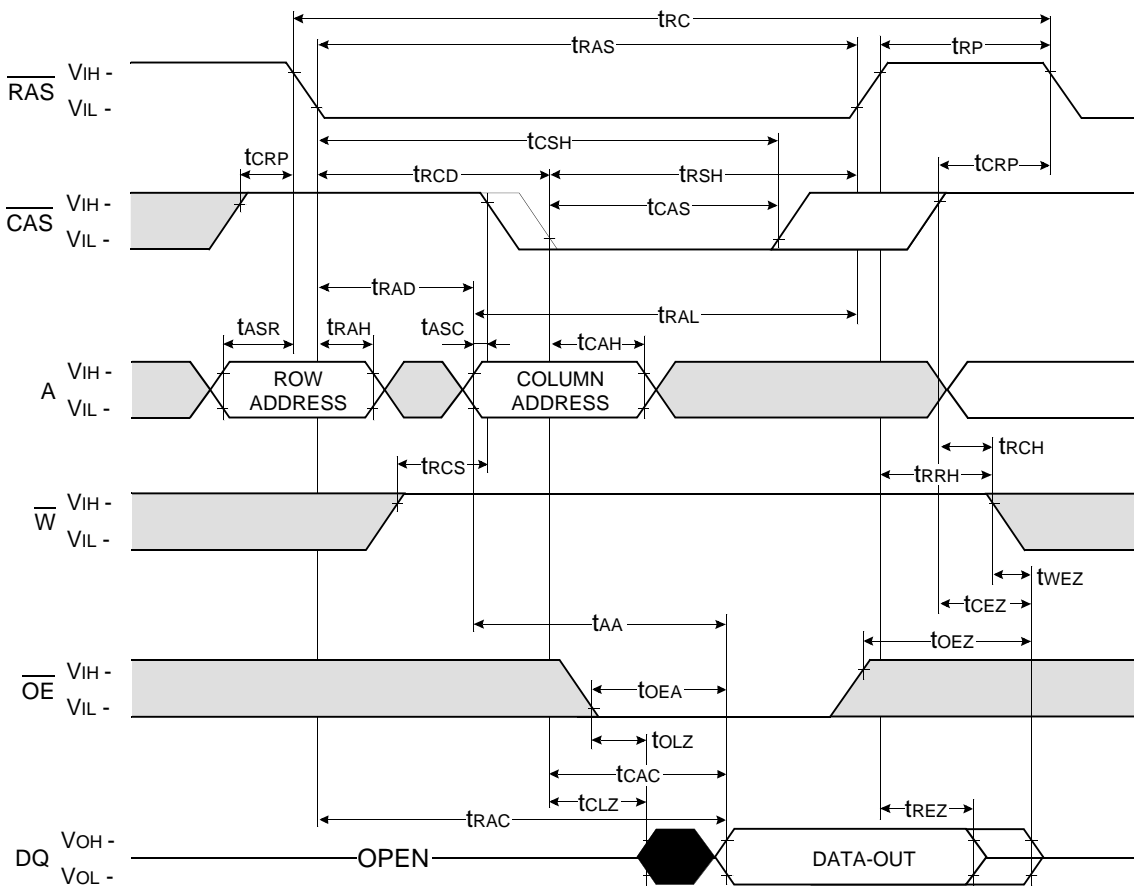 tRC
tRAS tRP
RAS VIH -
VIL -
tCSH
tCRP tRCD tRSH tCRP
CAS VIH -
VIL -
tCAS
tRAD
tRAL
tASR tRAH tASC tCAH
A VIH -
VIL -
ROW
ADDRESS
COLUMN
ADDRESS
tRCS tRCH
tRRH
W VIH -
VIL -
tWEZ
tCEZ
tAA tOEZ
OE VIH -
VIL -
tOEA
tOLZ
tCAC
tCLZ tREZ
tRAC
DQ VOH -
VOL -
OPEN DATA-OUT